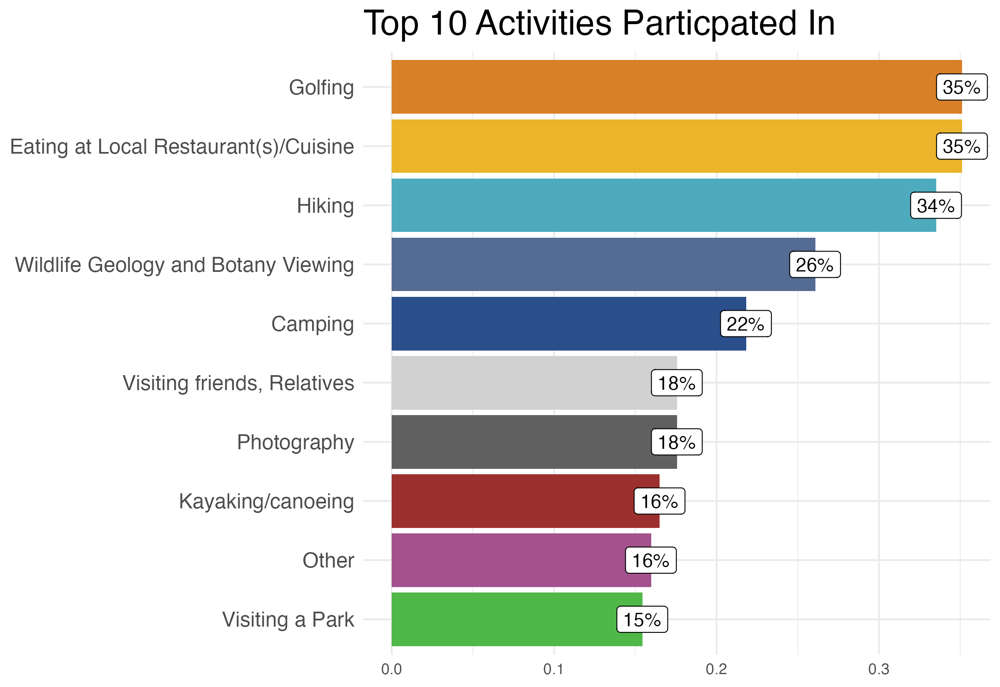 Top 10 Activities Particpated In
Golfing 35%
Eating at Local Restaurant(s)/Cuisine 35%
Hiking 34%
Wildlife Geology and Botany Viewing 26%
Camping 22%
Visiting friends, Relatives 18%
Photography 18%
Kayaking/canoeing 16%
Other 16%
Visiting a Park 15%
0.0 0.1 0.2 0.3